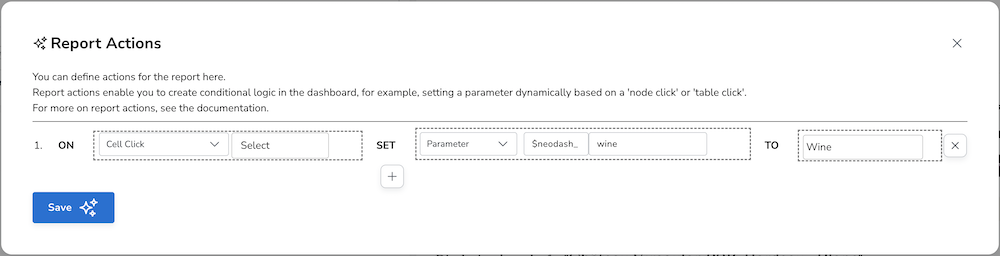 Report Actions
You can define actions for the report here.
Report actions enable you to create conditional logic in the dashboard, for example, setting a parameter dynamically based on a 'node click' or 'table click'.
For more on report actions, see the documentation.
1. ON Cell Click Select SET Parameter $neodash_ wine TO Wine
Save